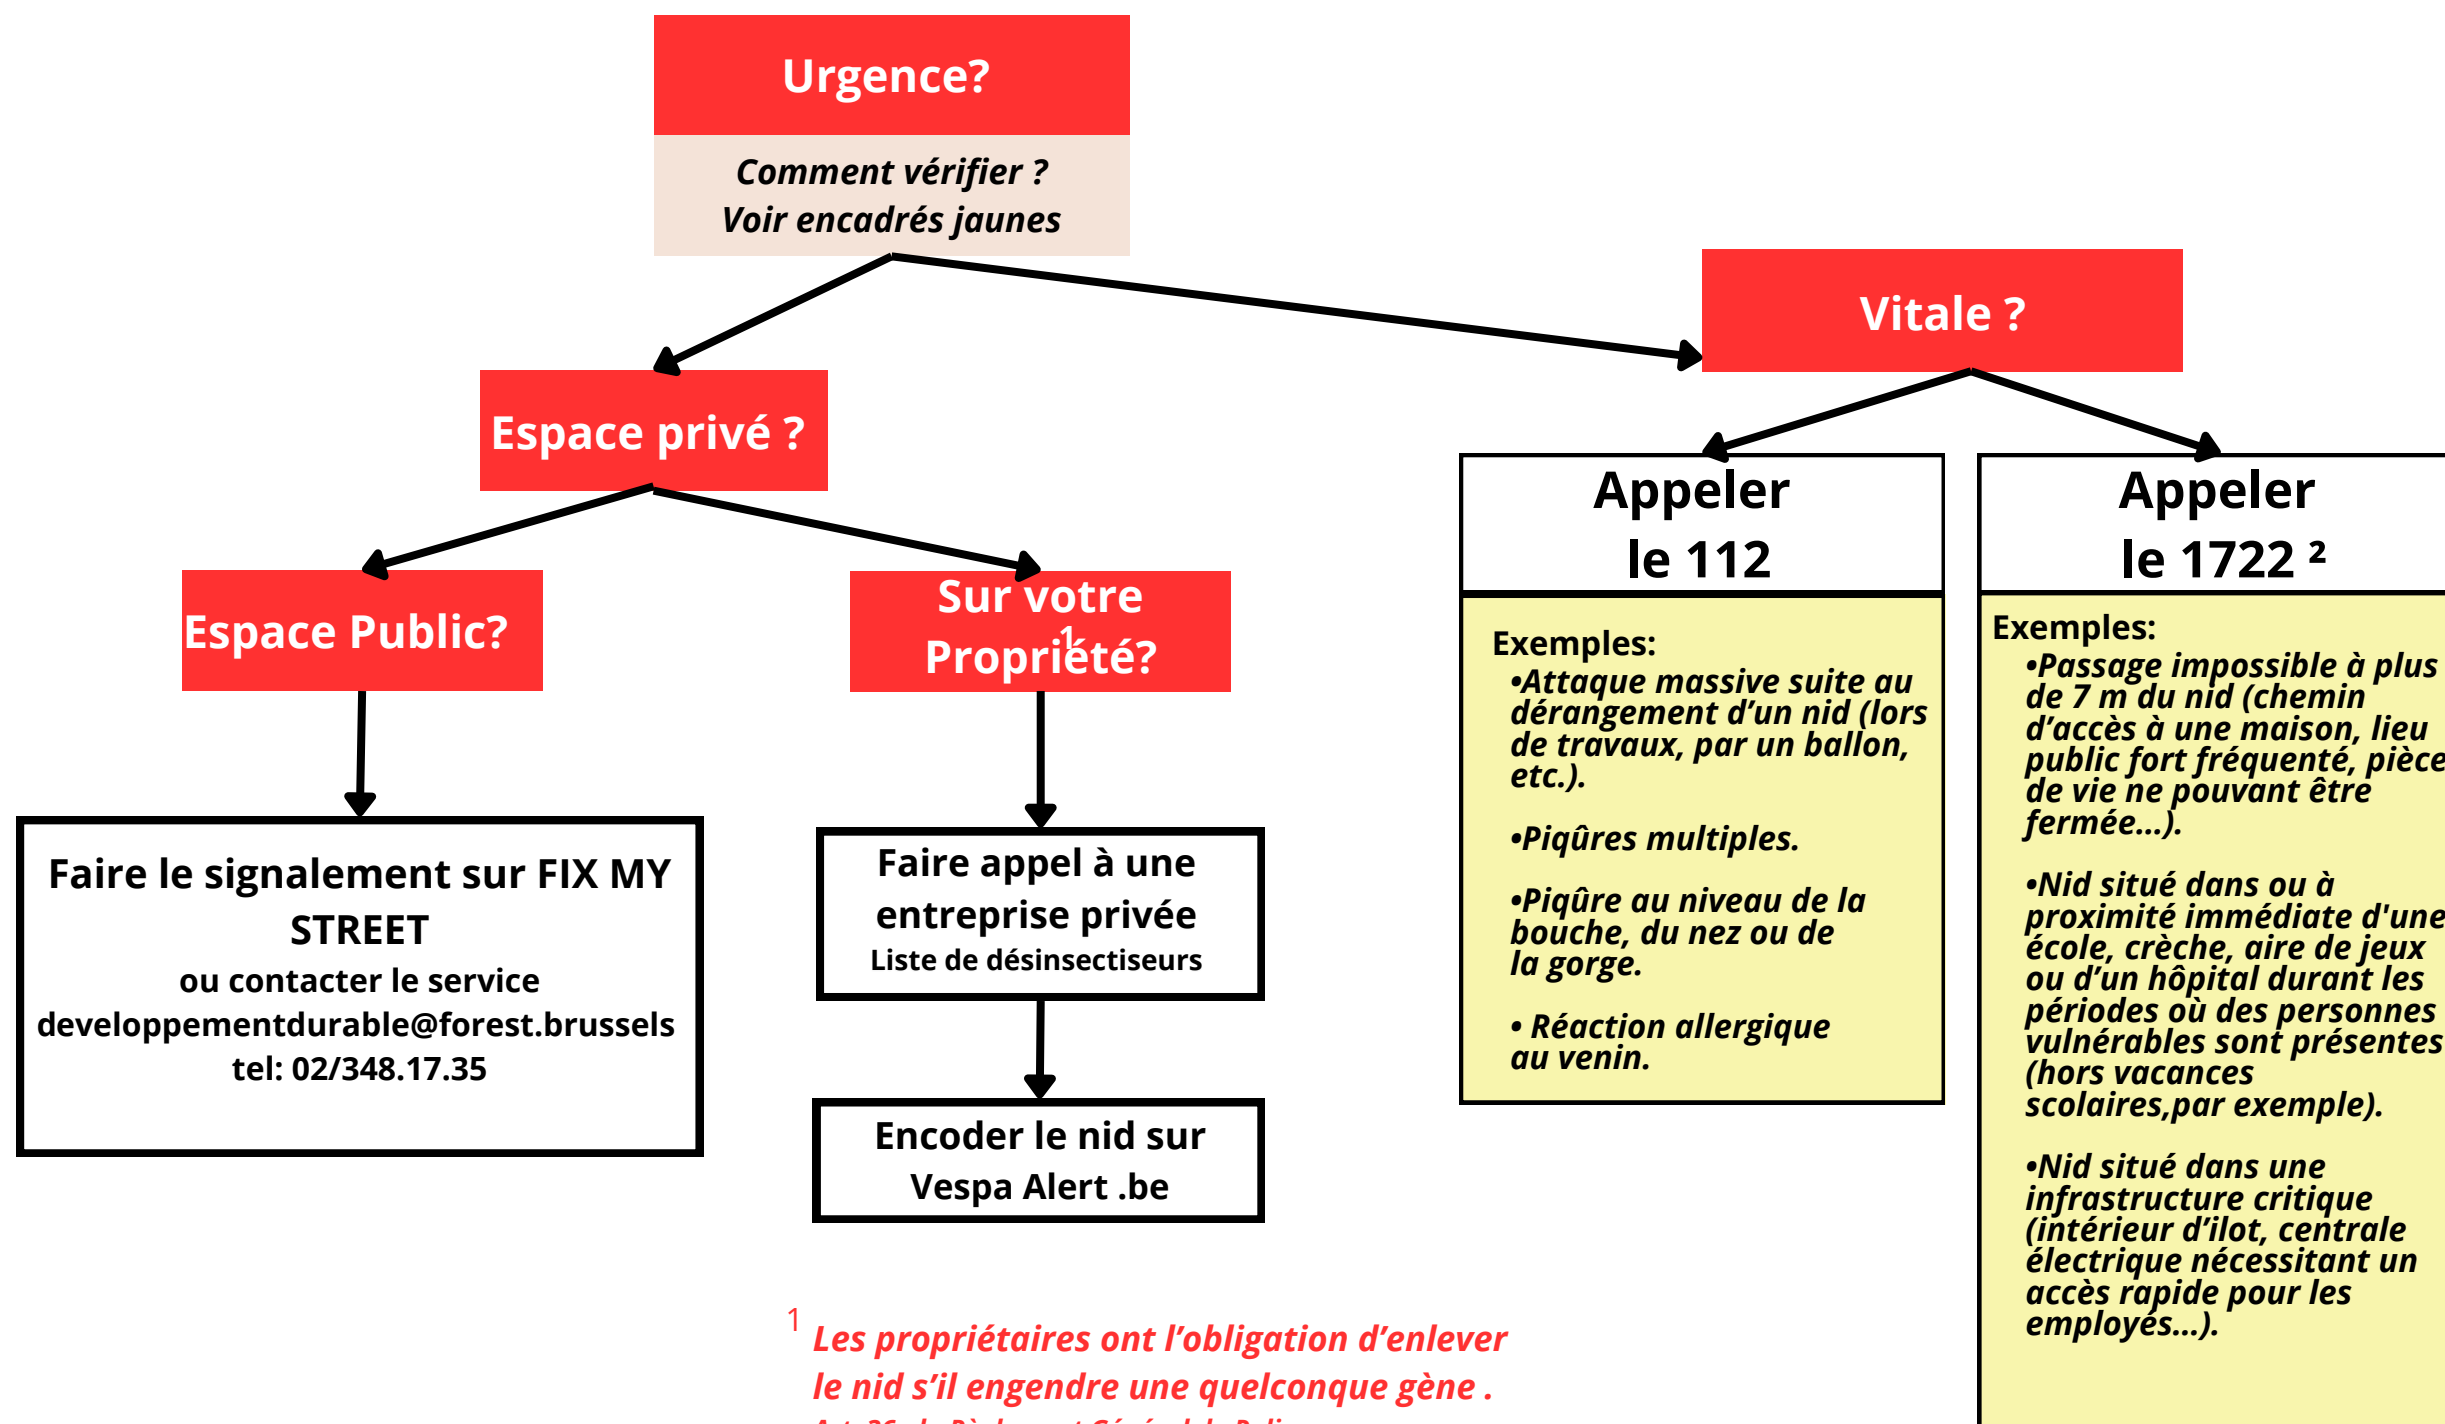 Urgence?
Comment vérifier ?
Voir encadrés jaunes
Vitale ?
Espace privé ?
Espace Public?
Sur votre
Propriété?
1
Faire le signalement sur FIX MY
STREET
ou contacter le service
developpementdurable@forest.brussels
tel: 02/348.17.35
Faire appel à une
entreprise privée
Liste de désinsectiseurs
Encoder le nid sur
Vespa Alert .be
Appeler
le 112
Exemples:
•Attaque massive suite au
dérangement d’un nid (lors
de travaux, par un ballon,
etc.).
•Piqûres multiples.
•Piqûre au niveau de la
bouche, du nez ou de
la gorge.
• Réaction allergique
au venin.
Appeler
le 1722 ²
Exemples:
•Passage impossible à plus
de 7 m du nid (chemin
d’accès à une maison, lieu
public fort fréquenté, pièce
de vie ne pouvant être
fermée...).
•Nid situé dans ou à
proximité immédiate d'une
école, crèche, aire de jeux
ou d’un hôpital durant les
périodes où des personnes
vulnérables sont présentes
(hors vacances
scolaires,par exemple).
•Nid situé dans une
infrastructure critique
(intérieur d’ilot, centrale
électrique nécessitant un
accès rapide pour les
employés...).
1
Les propriétaires ont l’obligation d’enlever
le nid s’il engendre une quelconque gène .